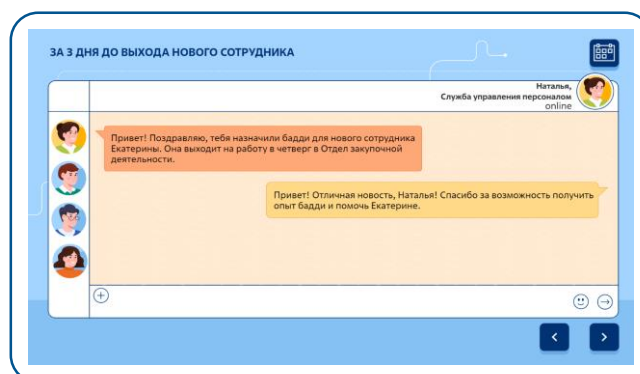 ЗА 3 ДНЯ ДО ВЫХОДА НОВОГО СОТРУДНИКА
Наталья,
Служба управления персоналом
online
Привет! Поздравляю, тебя назначили бадди для нового сотрудника
Екатерины. Она выходит на работу в четверг в Отдел закупочной
деятельности.
Привет! Отличная новость, Наталья! Спасибо за возможность получить
опыт бадди и помочь Екатерине.